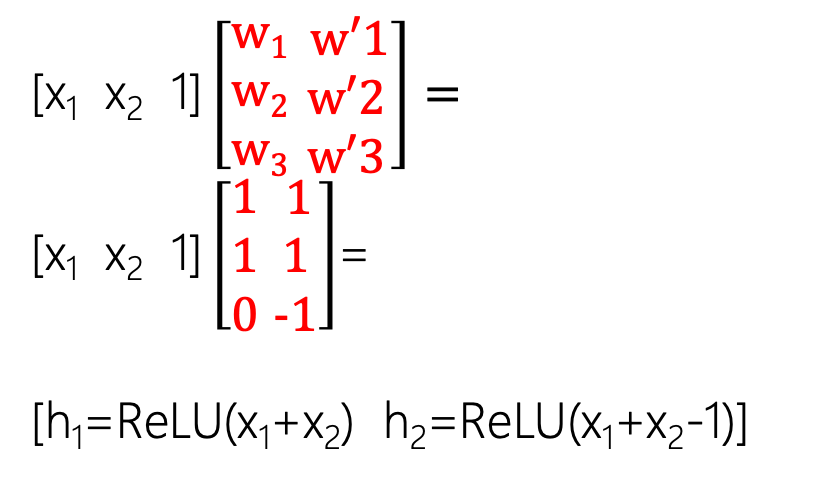 [x₁ x₂ 1] [w₁ w′1
w₂ w′2
w₃ w′3] =
[x₁ x₂ 1] [1 1
1 1
0 -1] =
[h₁=ReLU(x₁+x₂) h₂=ReLU(x₁+x₂-1)]